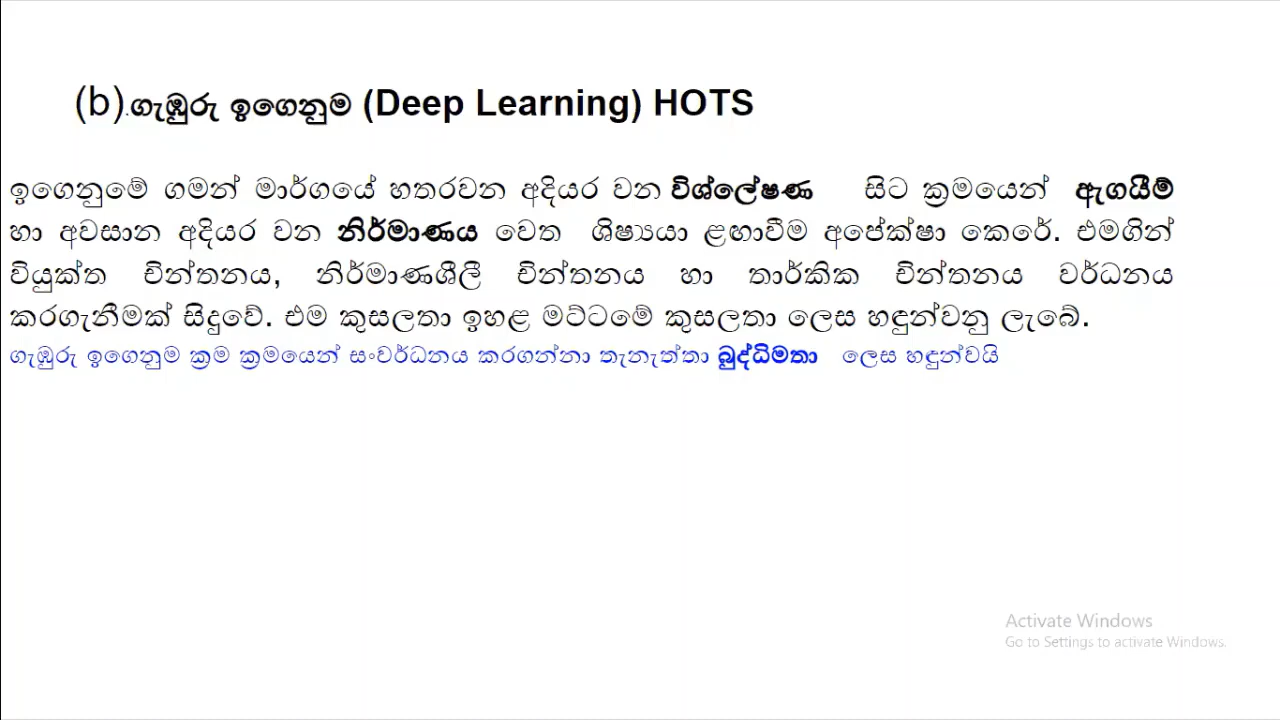 (b).ගැඹුරු ඉගෙනුම (Deep Learning) HOTS
ඉගෙනුමේ ගමන් මාර්ගයේ හතරවන අදියර වන විශ්ලේෂණ සිට ක්‍රමයෙන් ඇගයීම්
හා අවසාන අදියර වන නිර්මාණය වෙත ශිෂ්‍යයා ළඟාවීම අපේක්ෂා කෙරේ. එමගින්
වියුක්ත චින්තනය, නිර්මාණශීලී චින්තනය හා තාර්කික චින්තනය වර්ධනය
කරගැනීමක් සිදුවේ. එම කුසලතා ඉහළ මට්ටමේ කුසලතා ලෙස හඳුන්වනු ලැබේ.
ගැඹුරු ඉගෙනුම ක්‍රම ක්‍රමයෙන් සංවර්ධනය කරගන්නා තැනැත්තා බුද්ධිමතා ලෙස හඳුන්වයි
Activate Windows
Go to Settings to activate Windows.